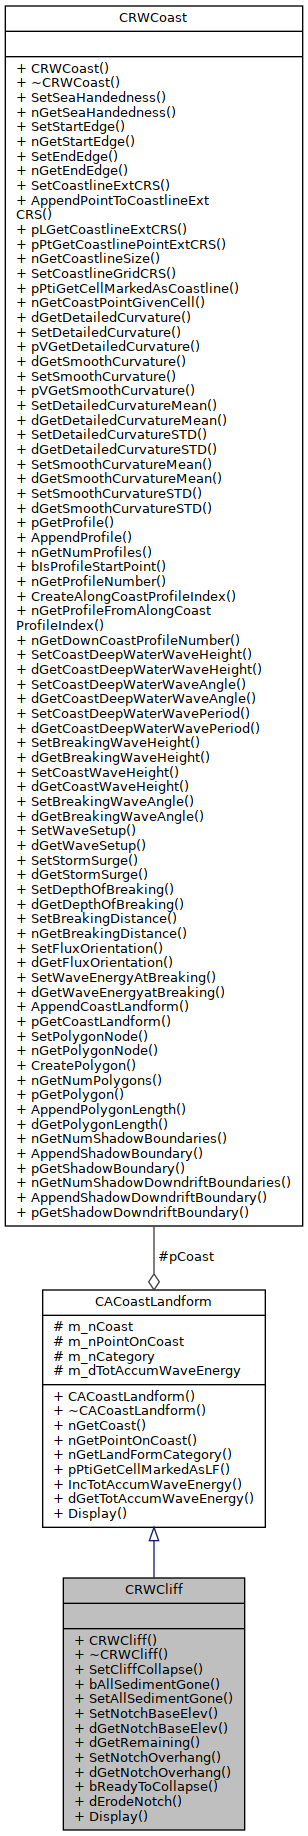 CRWCoast
+ CRWCoast()
+ ~CRWCoast()
+ SetSeaHandedness()
+ nGetSeaHandedness()
+ SetStartEdge()
+ nGetStartEdge()
+ SetEndEdge()
+ nGetEndEdge()
+ SetCoastlineExtCRS()
+ AppendPointToCoastlineExt
CRS()
+ pLGetCoastlineExtCRS()
+ pPtGetCoastlinePointExtCRS()
+ nGetCoastlineSize()
+ SetCoastlineGridCRS()
+ pPtiGetCellMarkedAsCoastline()
+ nGetCoastPointGivenCell()
+ dGetDetailedCurvature()
+ SetDetailedCurvature()
+ pVGetDetailedCurvature()
+ dGetSmoothCurvature()
+ SetSmoothCurvature()
+ pVGetSmoothCurvature()
+ SetDetailedCurvatureMean()
+ dGetDetailedCurvatureMean()
+ SetDetailedCurvatureSTD()
+ dGetDetailedCurvatureSTD()
+ SetSmoothCurvatureMean()
+ dGetSmoothCurvatureMean()
+ SetSmoothCurvatureSTD()
+ dGetSmoothCurvatureSTD()
+ pGetProfile()
+ AppendProfile()
+ nGetNumProfiles()
+ bIsProfileStartPoint()
+ nGetProfileNumber()
+ CreateAlongCoastProfileIndex()
+ nGetProfileFromAlongCoast
ProfileIndex()
+ nGetDownCoastProfileNumber()
+ SetCoastDeepWaterWaveHeight()
+ dGetCoastDeepWaterWaveHeight()
+ SetCoastDeepWaterWaveAngle()
+ dGetCoastDeepWaterWaveAngle()
+ SetCoastDeepWaterWavePeriod()
+ dGetCoastDeepWaterWavePeriod()
+ SetBreakingWaveHeight()
+ dGetBreakingWaveHeight()
+ SetCoastWaveHeight()
+ dGetCoastWaveHeight()
+ SetBreakingWaveAngle()
+ dGetBreakingWaveAngle()
+ SetWaveSetup()
+ dGetWaveSetup()
+ SetStormSurge()
+ dGetStormSurge()
+ SetDepthOfBreaking()
+ dGetDepthOfBreaking()
+ SetBreakingDistance()
+ nGetBreakingDistance()
+ SetFluxOrientation()
+ dGetFluxOrientation()
+ SetWaveEnergyAtBreaking()
+ dGetWaveEnergyatBreaking()
+ AppendCoastLandform()
+ pGetCoastLandform()
+ SetPolygonNode()
+ nGetPolygonNode()
+ CreatePolygon()
+ nGetNumPolygons()
+ pGetPolygon()
+ AppendPolygonLength()
+ dGetPolygonLength()
+ nGetNumShadowBoundaries()
+ AppendShadowBoundary()
+ pGetShadowBoundary()
+ nGetNumShadowDowndriftBoundaries()
+ AppendShadowDowndriftBoundary()
+ pGetShadowDowndriftBoundary()
#pCoast
CACoastLandform
# m_nCoast
# m_nPointOnCoast
# m_nCategory
# m_dTotAccumWaveEnergy
+ CACoastLandform()
+ ~CACoastLandform()
+ nGetCoast()
+ nGetPointOnCoast()
+ nGetLandFormCategory()
+ pPtiGetCellMarkedAsLF()
+ IncTotAccumWaveEnergy()
+ dGetTotAccumWaveEnergy()
+ Display()
CRWCliff
+ CRWCliff()
+ ~CRWCliff()
+ SetCliffCollapse()
+ bAllSedimentGone()
+ SetAllSedimentGone()
+ SetNotchBaseElev()
+ dGetNotchBaseElev()
+ dGetRemaining()
+ SetNotchOverhang()
+ dGetNotchOverhang()
+ bReadyToCollapse()
+ dErodeNotch()
+ Display()